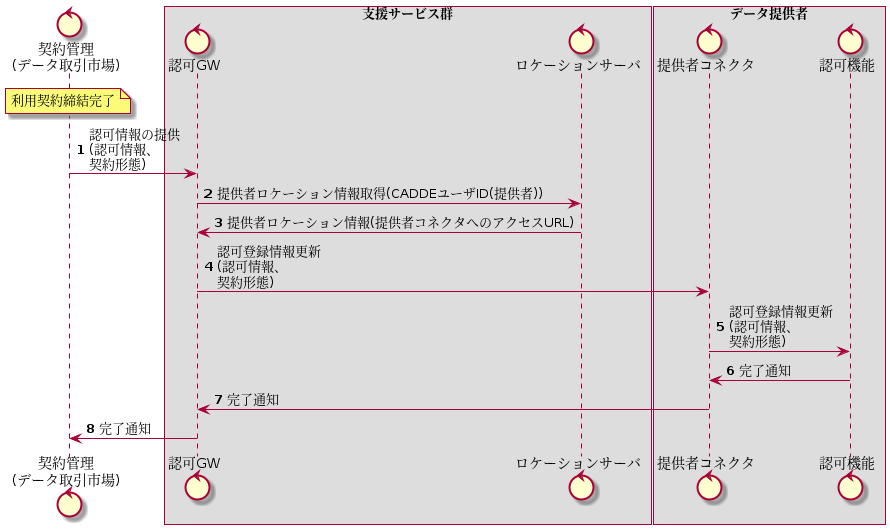 支援サービス群
データ提供者
契約管理
(データ取引市場)
認可GW
ロケーションサーバ
提供者コネクタ
認可機能
利用契約締結完了
認可情報の提供
1 (認可情報、
契約形態)
2 提供者ロケーション情報取得(CADDEユーザID(提供者))
3 提供者ロケーション情報(提供者コネクタへのアクセスURL)
認可登録情報更新
4 (認可情報、
契約形態)
認可登録情報更新
5 (認可情報、
契約形態)
6 完了通知
7 完了通知
8 完了通知
契約管理
(データ取引市場)
認可GW
ロケーションサーバ
提供者コネクタ
認可機能